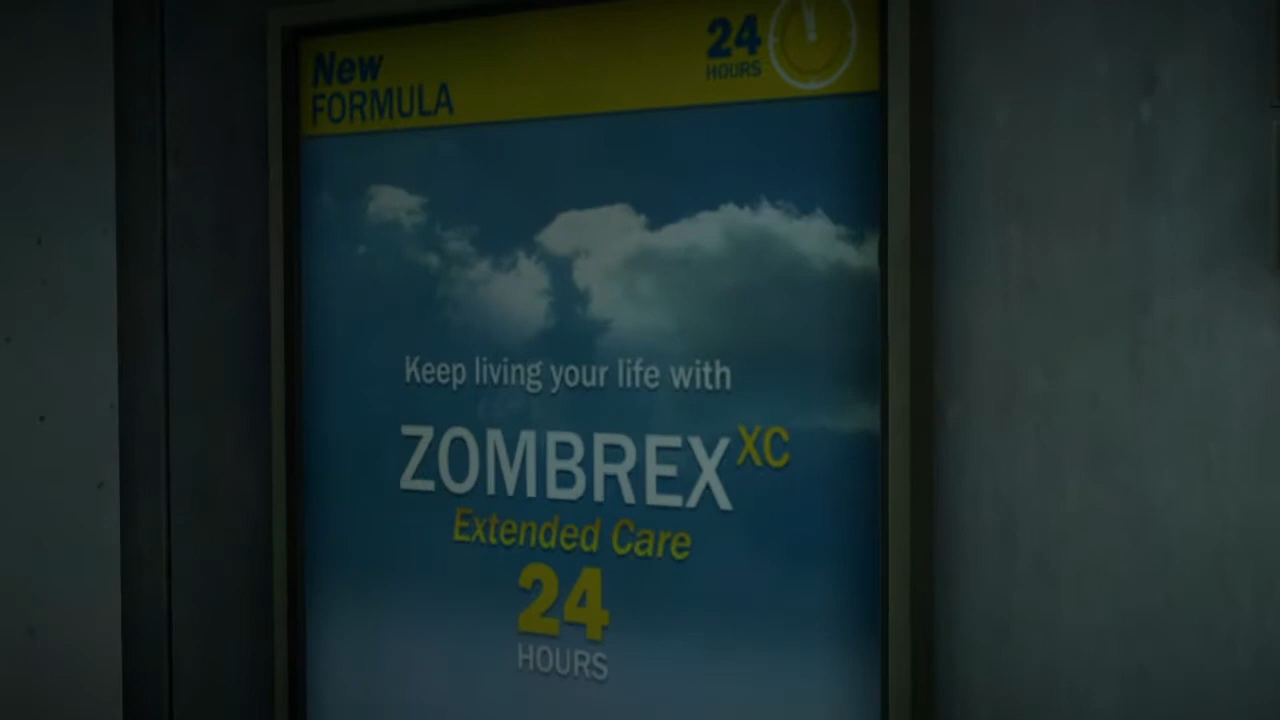 New
FORMULA
24
HOURS
Keep living your life with
ZOMBREX XC
Extended Care
24
HOURS